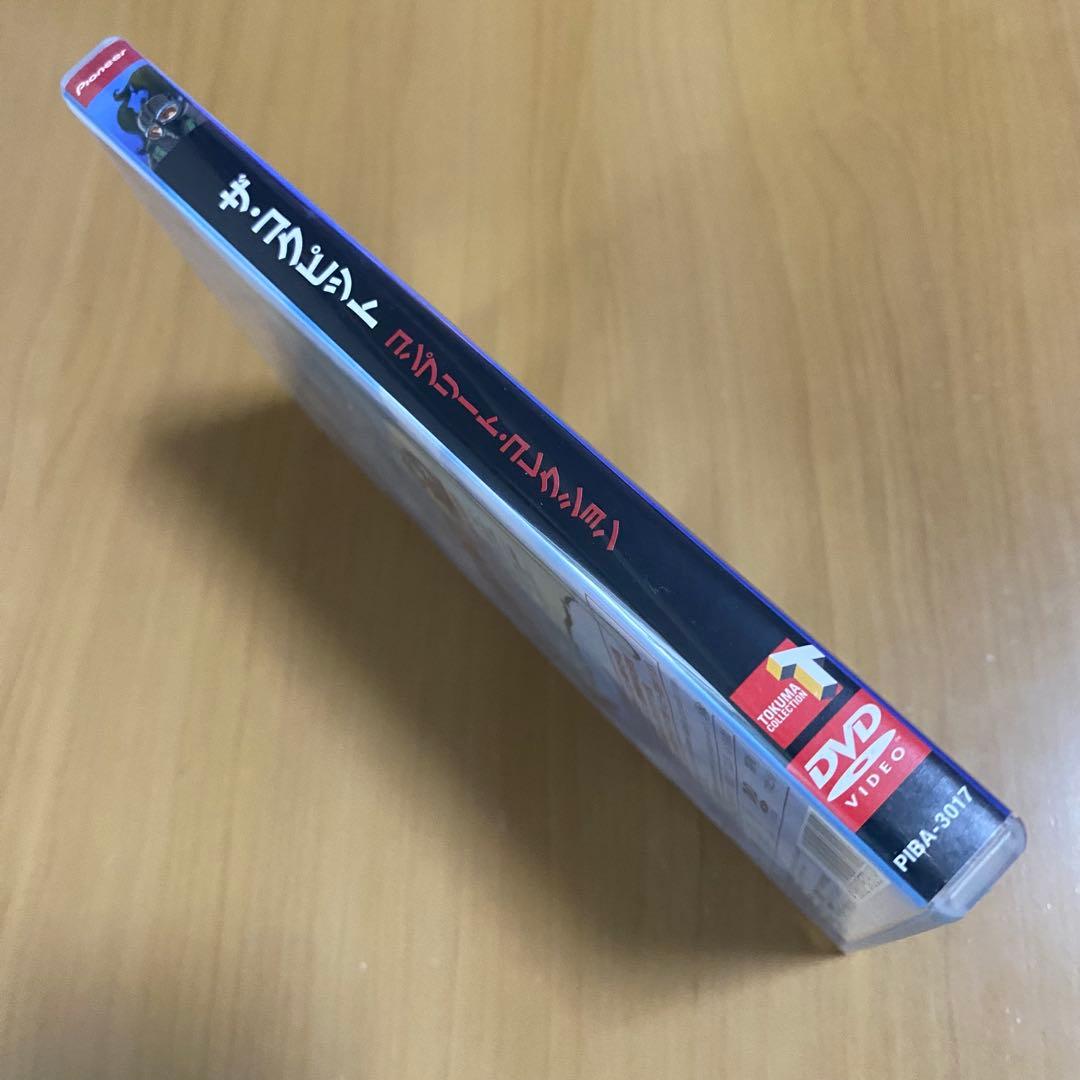 Pioneer
ザ・コクピット
コンプリート・コレクション
T
TOKUMA
COLLECTION
DVD
VIDEO™
PIBA-3017